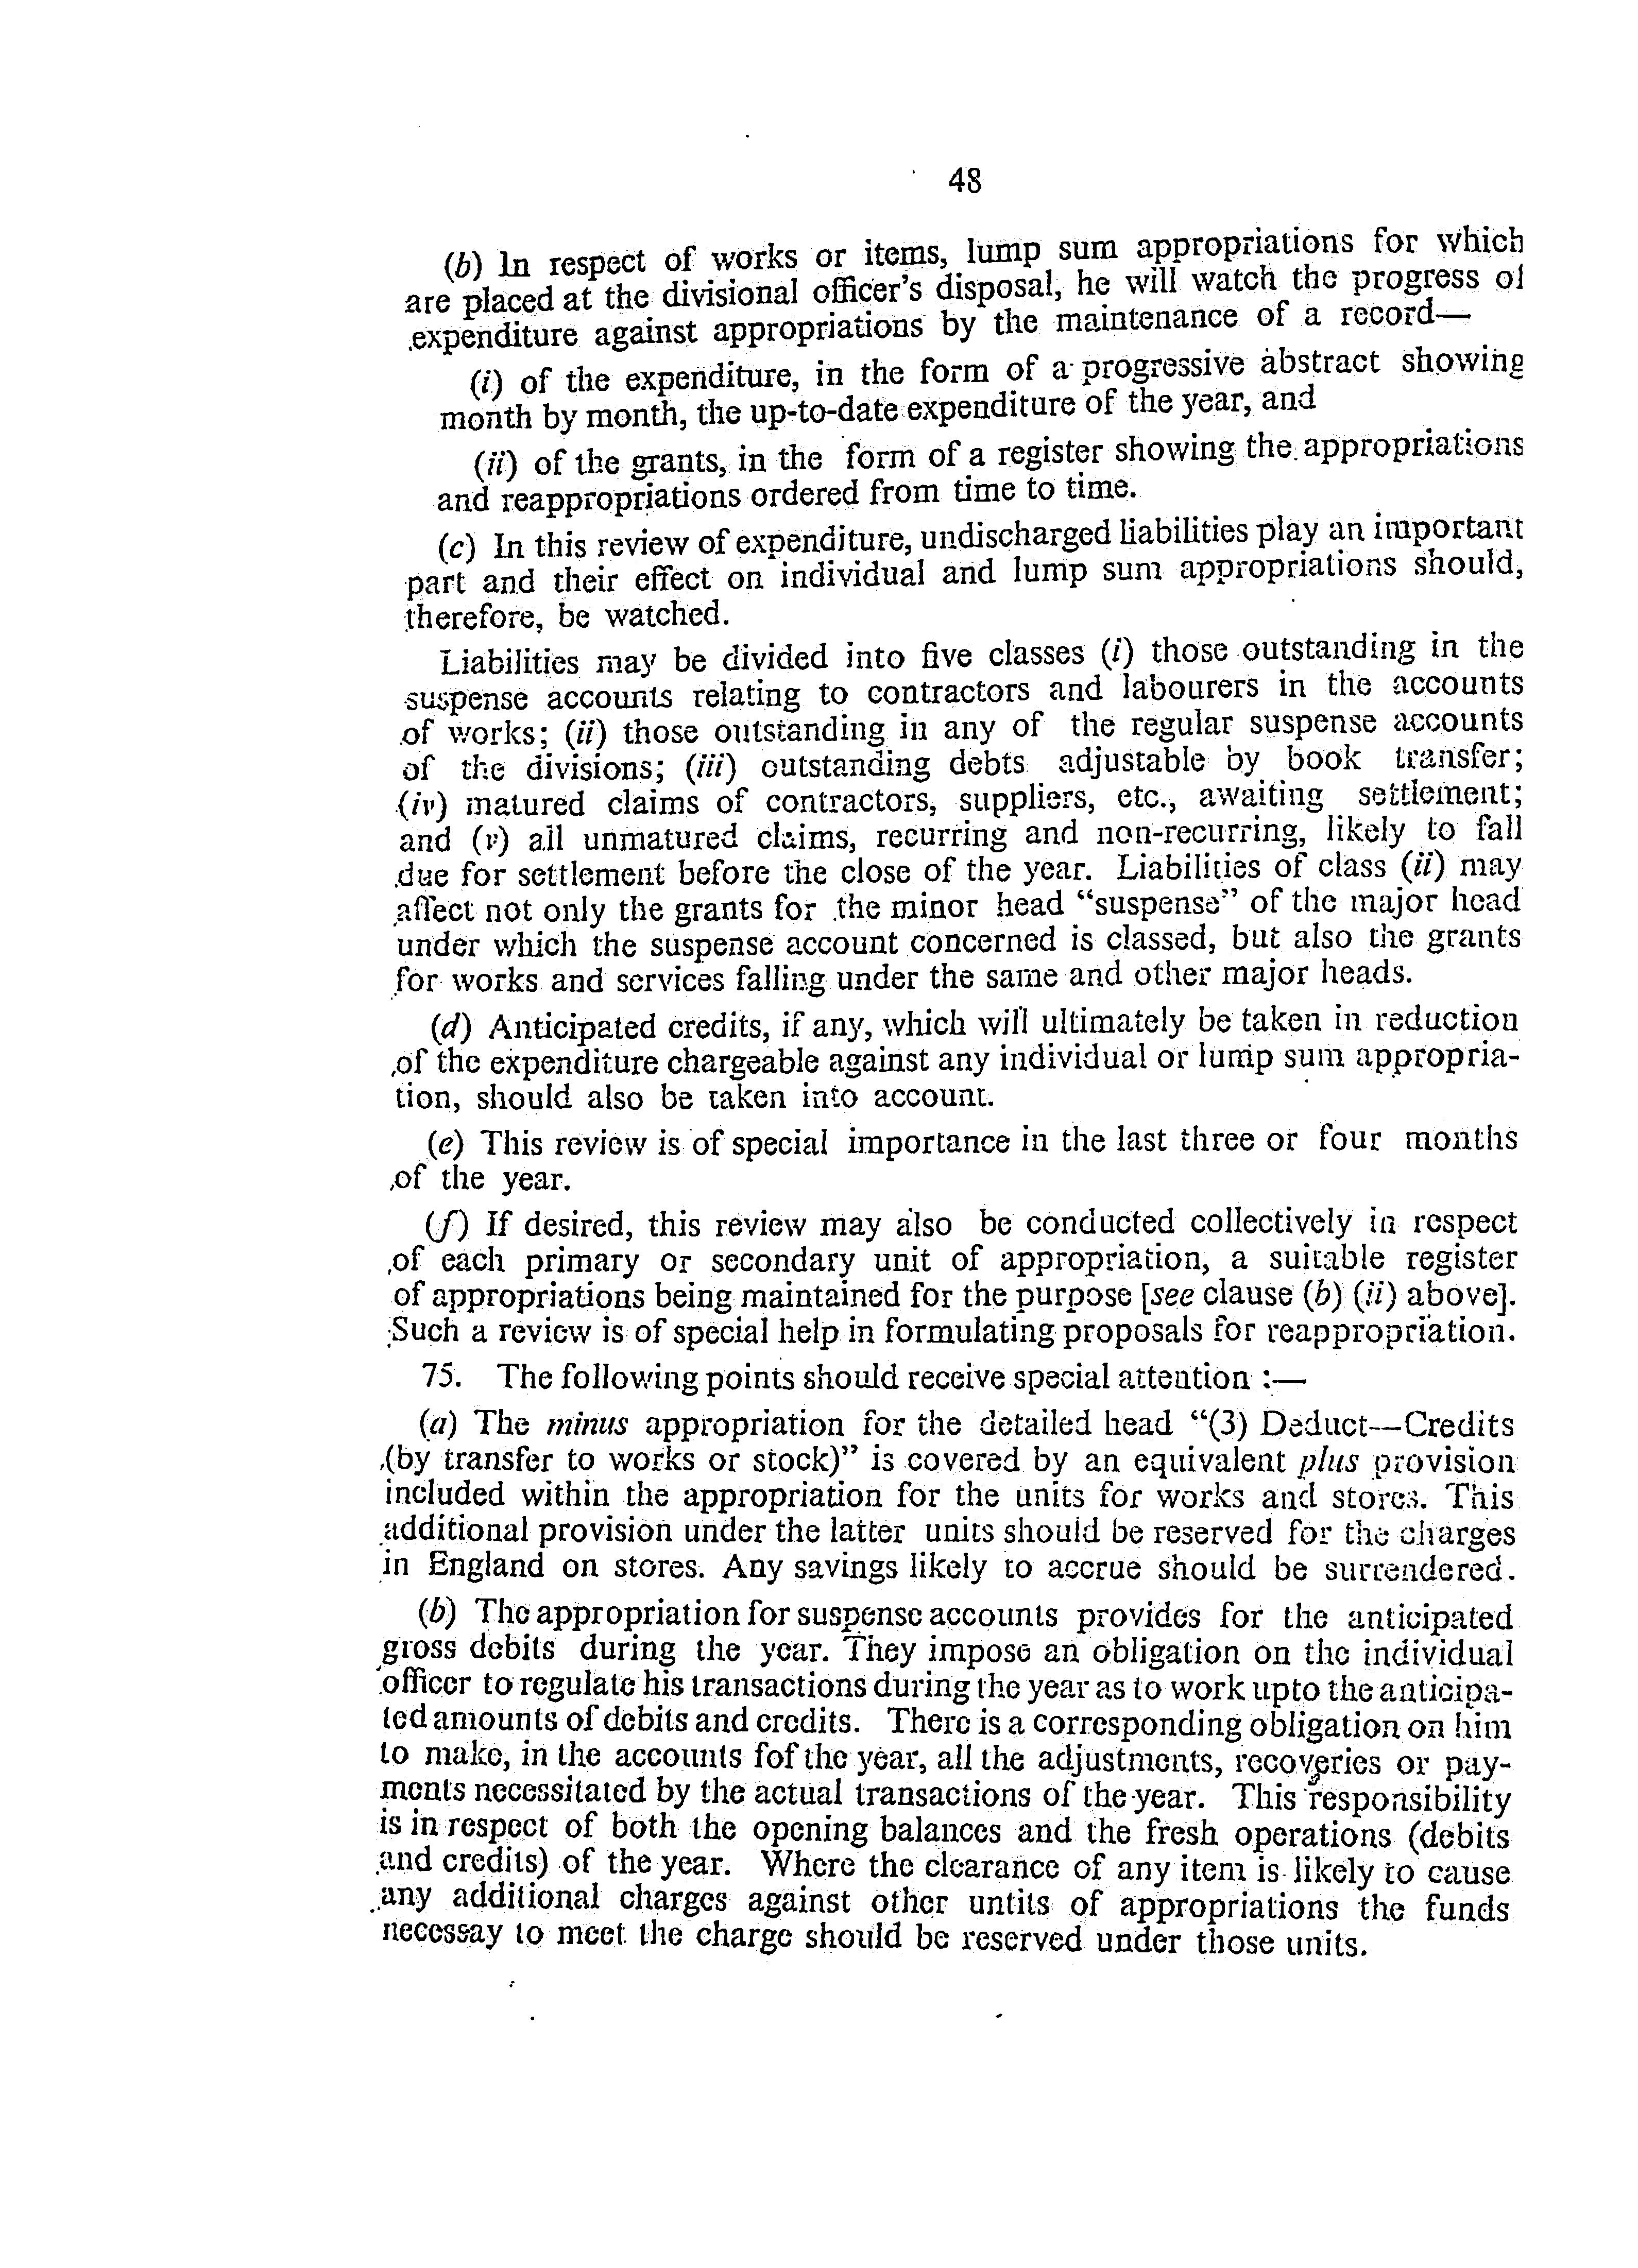 48
(b) In respect of works or items, lump sum appropriations for which
are placed at the divisional officer's disposal, he will watch the progress of
expenditure against appropriations by the maintenance of a record—
(i) of the expenditure, in the form of a progressive abstract showing
month by month, the up-to-date expenditure of the year, and
(ii) of the grants, in the form of a register showing the appropriations
and reappropriations ordered from time to time.
(c) In this review of expenditure, undischarged liabilities play an important
part and their effect on individual and lump sum appropriations should,
therefore, be watched.
Liabilities may be divided into five classes (i) those outstanding in the
suspense accounts relating to contractors and labourers in the accounts
of works; (ii) those outstanding in any of the regular suspense accounts
of the divisions; (iii) outstanding debts adjustable by book transfer;
(iv) matured claims of contractors, suppliers, etc., awaiting settlement;
and (v) all unmatured claims, recurring and non-recurring, likely to fall
due for settlement before the close of the year. Liabilities of class (ii) may
affect not only the grants for the minor head "suspense" of the major head
under which the suspense account concerned is classed, but also the grants
for works and services falling under the same and other major heads.
(d) Anticipated credits, if any, which will ultimately be taken in reduction
of the expenditure chargeable against any individual or lump sum appropria-
tion, should also be taken into account.
(e) This review is of special importance in the last three or four months
of the year.
(f) If desired, this review may also be conducted collectively in respect
of each primary or secondary unit of appropriation, a suitable register
of appropriations being maintained for the purpose [see clause (b) (ii) above].
Such a review is of special help in formulating proposals for reappropriation.
75. The following points should receive special attention :—
(a) The minus appropriation for the detailed head "(3) Deduct—Credits
(by transfer to works or stock)" is covered by an equivalent plus provision
included within the appropriation for the units for works and stores. This
additional provision under the latter units should be reserved for the charges
in England on stores. Any savings likely to accrue should be surrendered.
(b) The appropriation for suspense accounts provides for the anticipated
gross debits during the year. They impose an obligation on the individual
officer to regulate his transactions during the year as to work upto the anticipa-
ted amounts of debits and credits. There is a corresponding obligation on him
to make, in the accounts fof the year, all the adjustments, recoveries or pay-
ments necessitated by the actual transactions of the year. This responsibility
is in respect of both the opening balances and the fresh operations (debits
and credits) of the year. Where the clearance of any item is likely to cause
any additional charges against other untits of appropriations the funds
necessay to meet the charge should be reserved under those units.